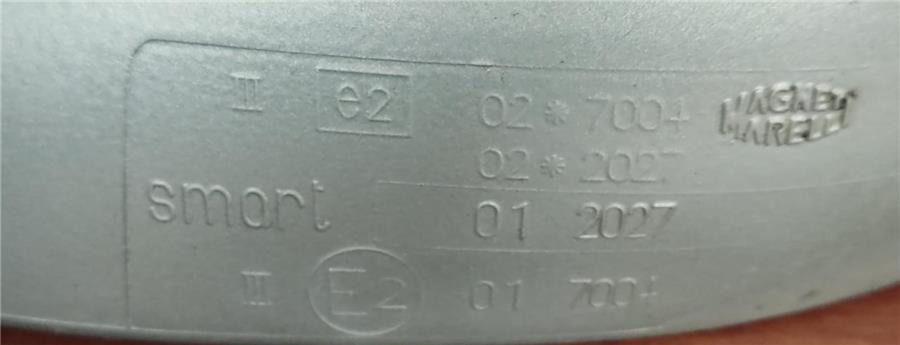 II e2 02*7004 MAGNETI MARELLI
02*2027
smart 01 2027
III E2 01 7004